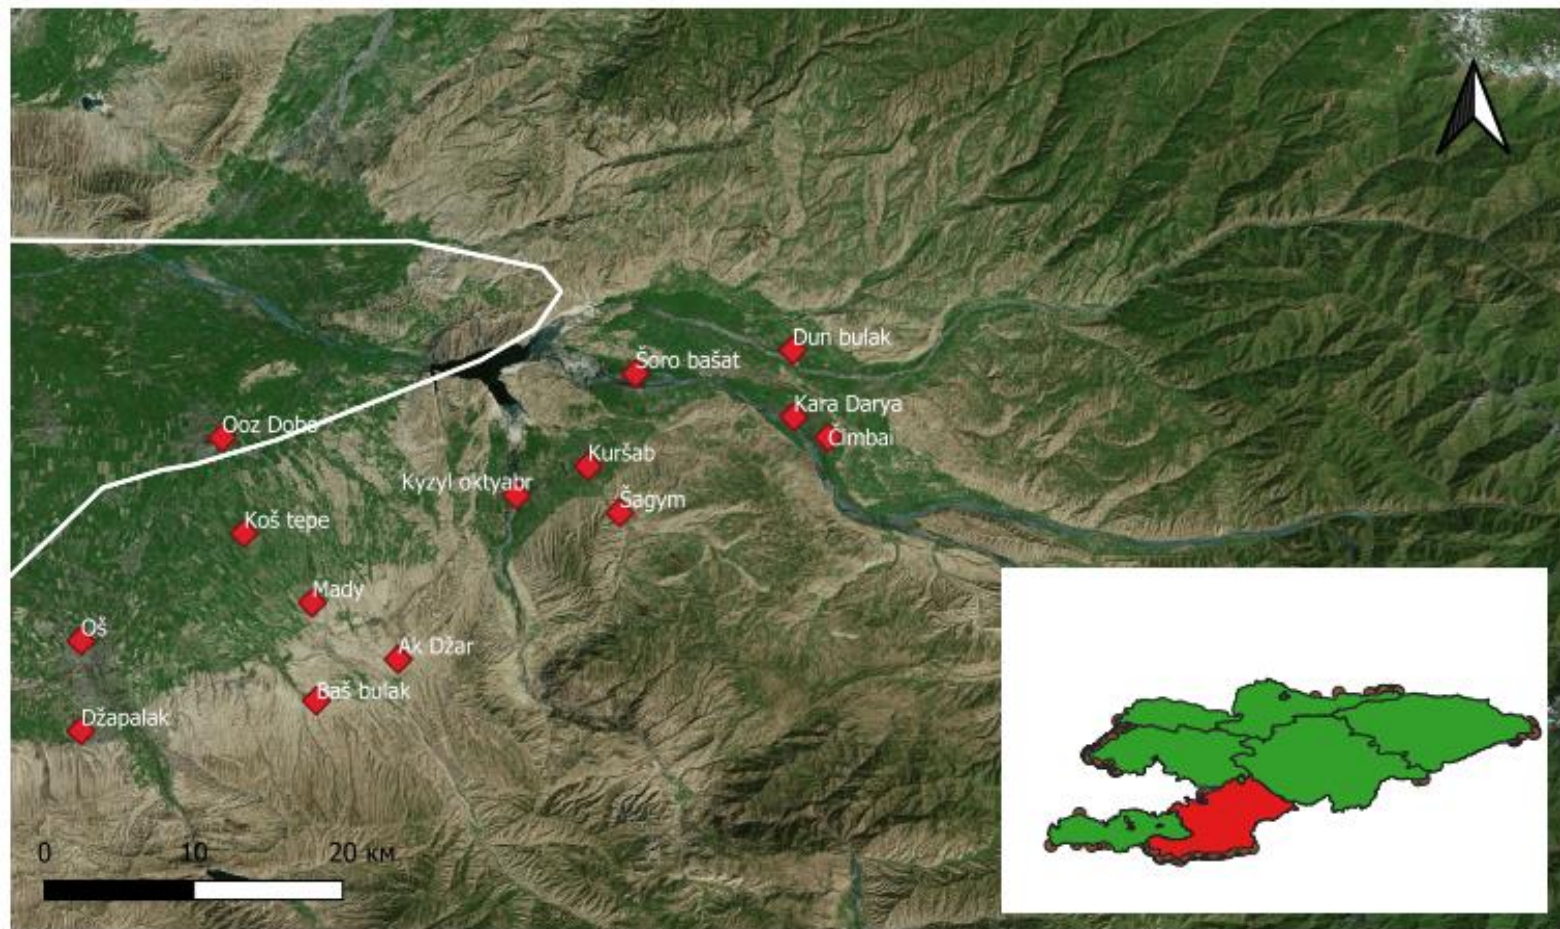 Dun bulak
Šoro bašat
Kara Darya
Ooz Dobo
Čimbai
Kuršab
Kyzyl oktyabr
Šagym
Koš tepe
Mady
Oš
Ak Džar
Baš bulak
Džapalak
0 10 20 км